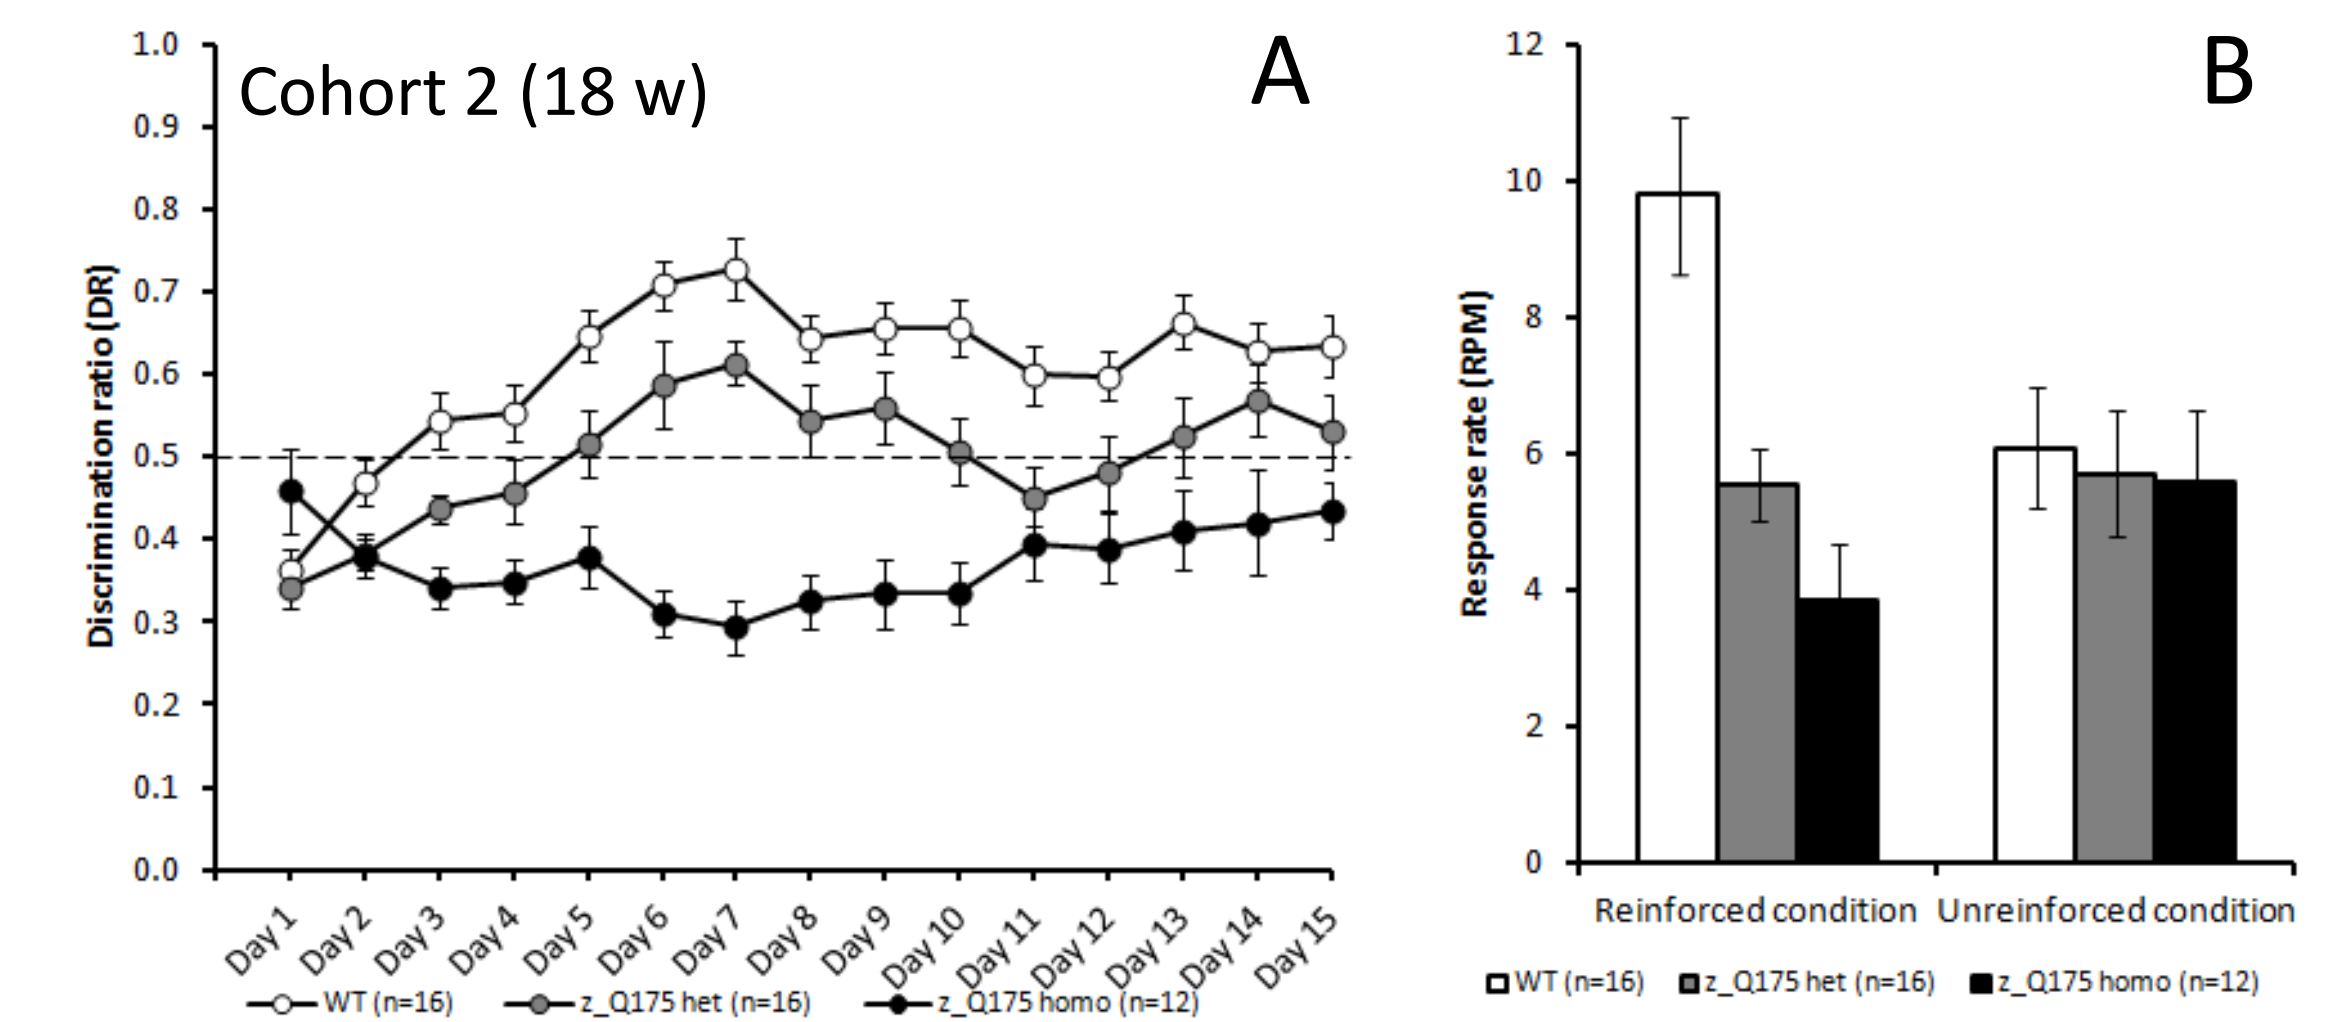 Cohort 2 (18 w)
A
Discrimination ratio (DR)
1.0
0.9
0.8
0.7
0.6
0.5
0.4
0.3
0.2
0.1
0.0
Day 1 Day 2 Day 3 Day 4 Day 5 Day 6 Day 7 Day 8 Day 9 Day 10 Day 11 Day 12 Day 13 Day 14 Day 15
WT (n=16) z_Q175 het (n=16) z_Q175 homo (n=12)
B
Response rate (RPM)
12
10
8
6
4
2
0
Reinforced condition Unreinforced condition
WT (n=16) z_Q175 het (n=16) z_Q175 homo (n=12)